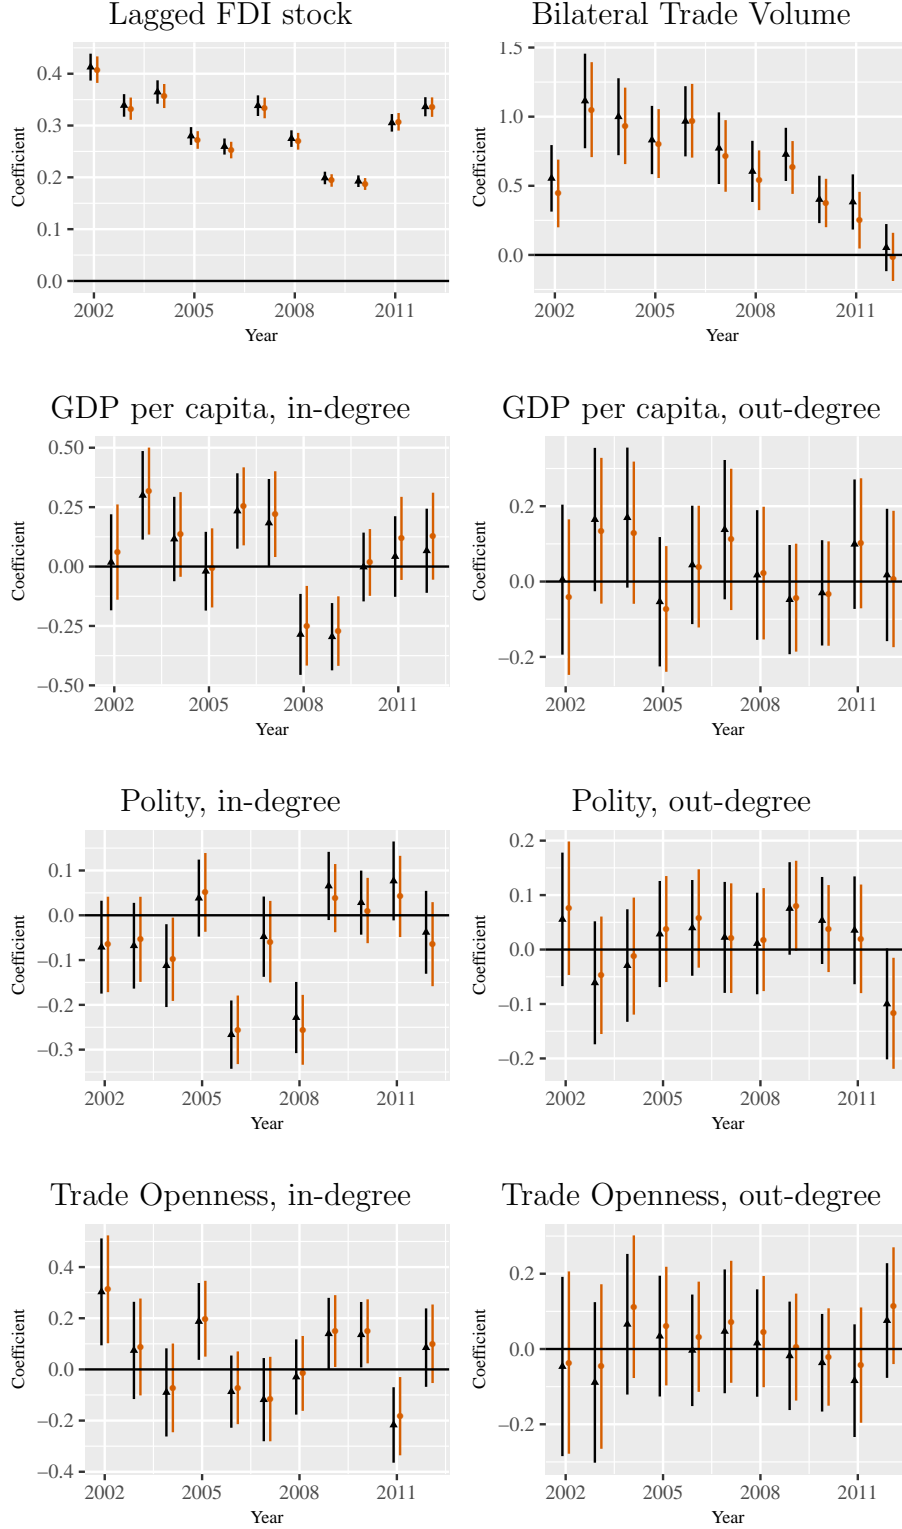 Lagged FDI stock
Coefficient
0.4
0.3
0.2
0.1
0.0
2002 2005 2008 2011
Year
Bilateral Trade Volume
Coefficient
1.5
1.0
0.5
0.0
2002 2005 2008 2011
Year
GDP per capita, in-degree
Coefficient
0.50
0.25
0.00
−0.25
−0.50
2002 2005 2008 2011
Year
GDP per capita, out-degree
Coefficient
0.2
0.0
−0.2
2002 2005 2008 2011
Year
Polity, in-degree
Coefficient
0.1
0.0
−0.1
−0.2
−0.3
2002 2005 2008 2011
Year
Polity, out-degree
Coefficient
0.2
0.1
0.0
−0.1
−0.2
2002 2005 2008 2011
Year
Trade Openness, in-degree
Coefficient
0.4
0.2
0.0
−0.2
−0.4
2002 2005 2008 2011
Year
Trade Openness, out-degree
Coefficient
0.2
0.0
−0.2
2002 2005 2008 2011
Year